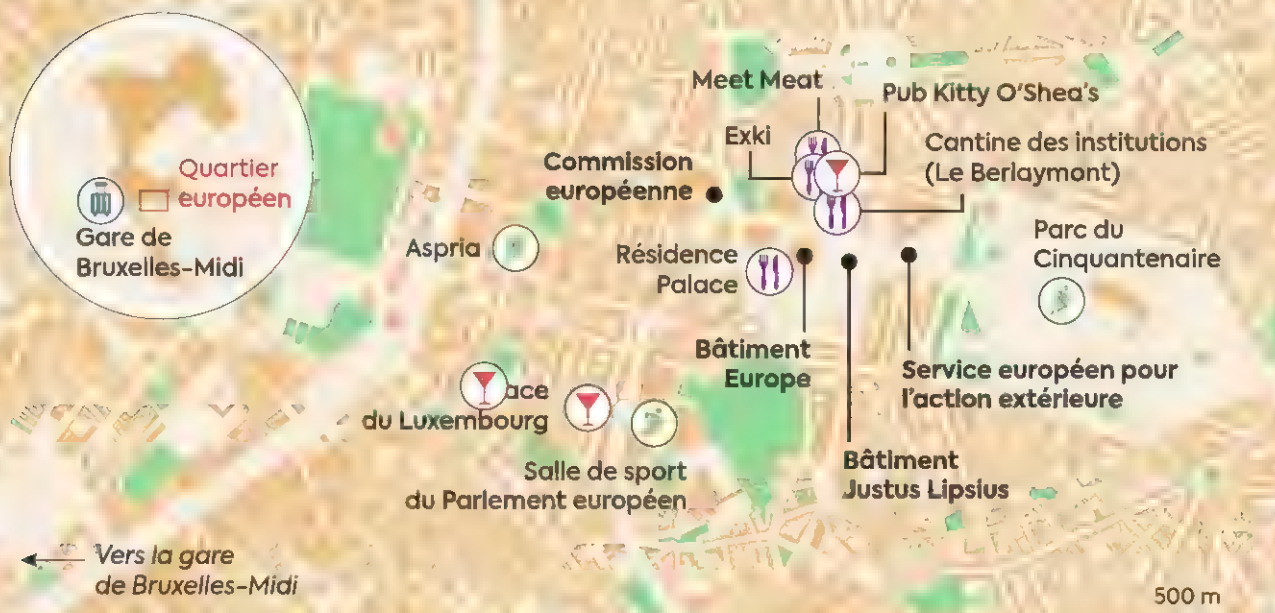 Quartier
européen
Gare de
Bruxelles-Midi
Meet Meat
Pub Kitty O'Shea's
Exki
Cantine des institutions
(Le Berlaymont)
Commission
européenne
Aspria
Résidence
Palace
Parc du
Cinquantenaire
Bâtiment
Europe
Service européen pour
l'action extérieure
ace
du Luxembourg
Salle de sport
du Parlement européen
Bâtiment
Justus Lipsius
Vers la gare
de Bruxelles-Midi
500 m